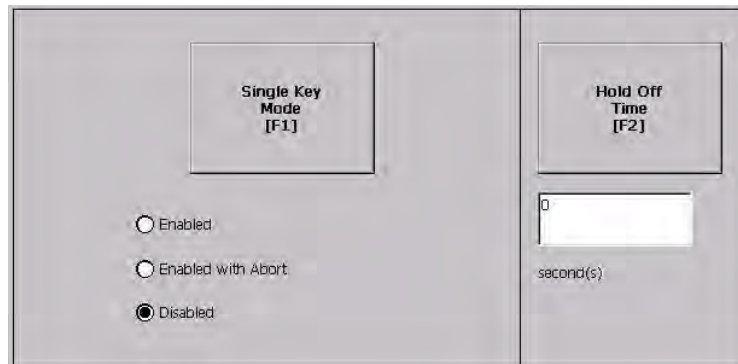 Single Key
Mode
[F1]
Enabled
Enabled with Abort
Disabled
Hold Off
Time
[F2]
0
second(s)